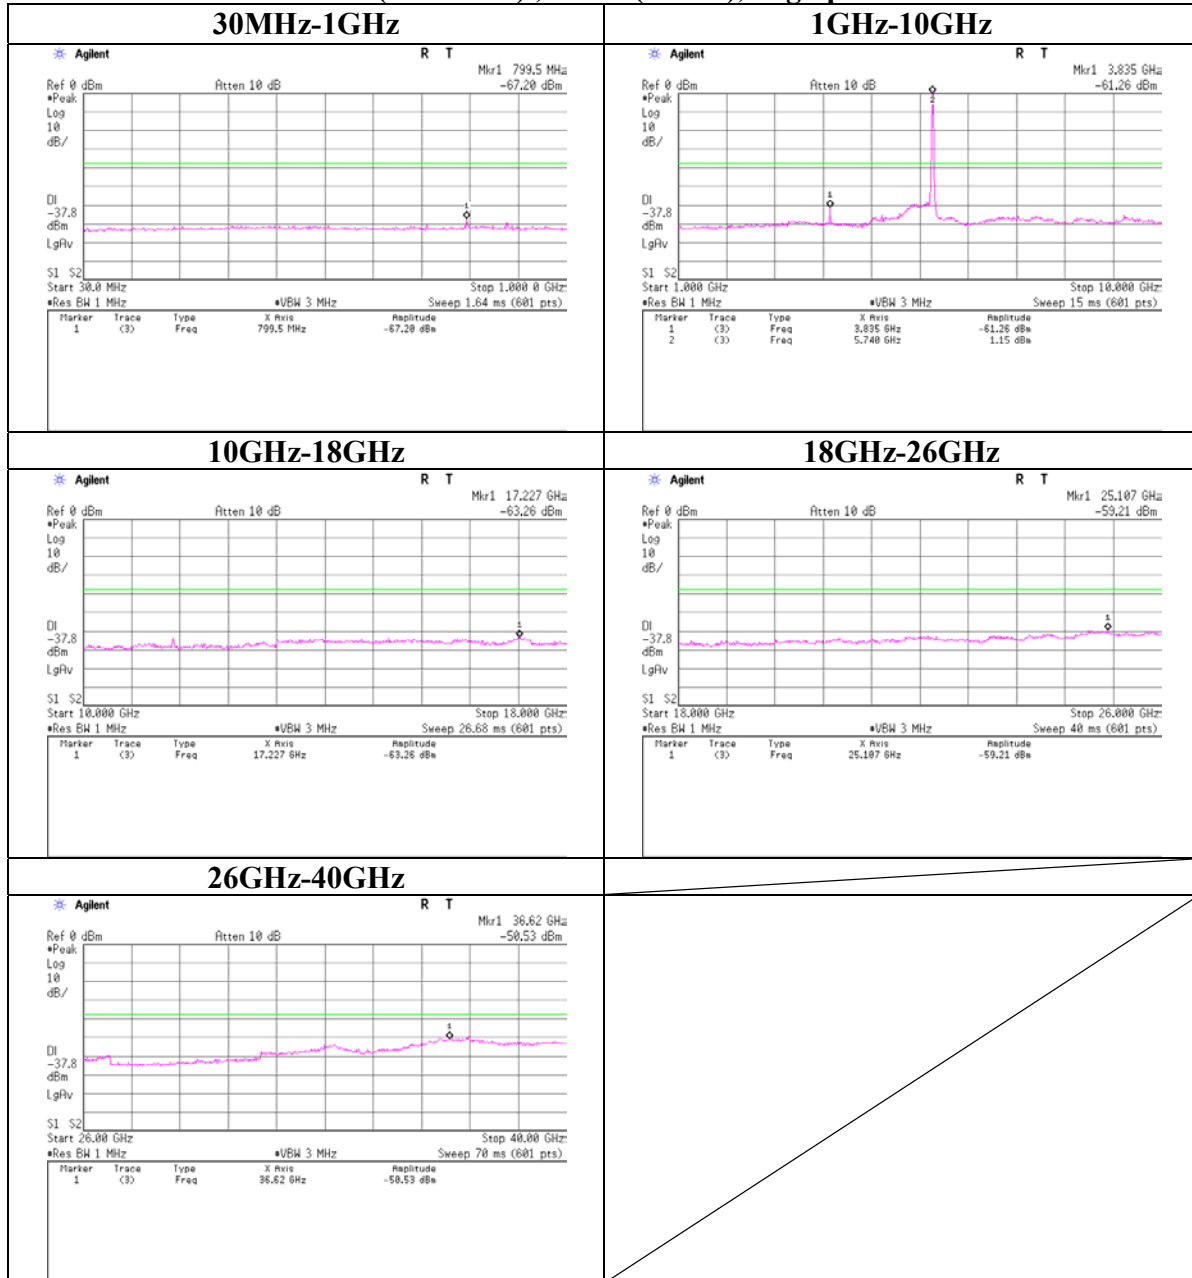 30MHz-1GHz
Agilent R T
Mkr1 799.5 MHz
Ref 0 dBm Atten 10 dB -67.20 dBm
#Peak
Log
10
dB/
1
DI
-37.8
dBm
LgAv
S1 S2
Start 30.0 MHz Stop 1.000 0 GHz
#Res BW 1 MHz #VBW 3 MHz Sweep 1.64 ms (601 pts)
Marker Trace Type X Axis Amplitude
1 (3) Freq 799.5 MHz -67.20 dBm
1GHz-10GHz
Agilent R T
Mkr1 3.835 GHz
Ref 0 dBm Atten 10 dB -61.26 dBm
#Peak
Log
10
dB/
2
1
DI
-37.8
dBm
LgAv
S1 S2
Start 1.000 GHz Stop 10.000 GHz
#Res BW 1 MHz #VBW 3 MHz Sweep 15 ms (601 pts)
Marker Trace Type X Axis Amplitude
1 (3) Freq 3.835 GHz -61.26 dBm
2 (3) Freq 5.740 GHz 1.15 dBm
10GHz-18GHz
Agilent R T
Mkr1 17.227 GHz
Ref 0 dBm Atten 10 dB -63.26 dBm
#Peak
Log
10
dB/
1
DI
-37.8
dBm
LgAv
S1 S2
Start 10.000 GHz Stop 18.000 GHz
#Res BW 1 MHz #VBW 3 MHz Sweep 26.68 ms (601 pts)
Marker Trace Type X Axis Amplitude
1 (3) Freq 17.227 GHz -63.26 dBm
18GHz-26GHz
Agilent R T
Mkr1 25.107 GHz
Ref 0 dBm Atten 10 dB -59.21 dBm
#Peak
Log
10
dB/
1
DI
-37.8
dBm
LgAv
S1 S2
Start 18.000 GHz Stop 26.000 GHz
#Res BW 1 MHz #VBW 3 MHz Sweep 40 ms (601 pts)
Marker Trace Type X Axis Amplitude
1 (3) Freq 25.107 GHz -59.21 dBm
26GHz-40GHz
Agilent R T
Mkr1 36.62 GHz
Ref 0 dBm Atten 10 dB -50.53 dBm
#Peak
Log
10
dB/
1
DI
-37.8
dBm
LgAv
S1 S2
Start 26.00 GHz Stop 40.00 GHz
#Res BW 1 MHz #VBW 3 MHz Sweep 70 ms (601 pts)
Marker Trace Type X Axis Amplitude
1 (3) Freq 36.62 GHz -50.53 dBm